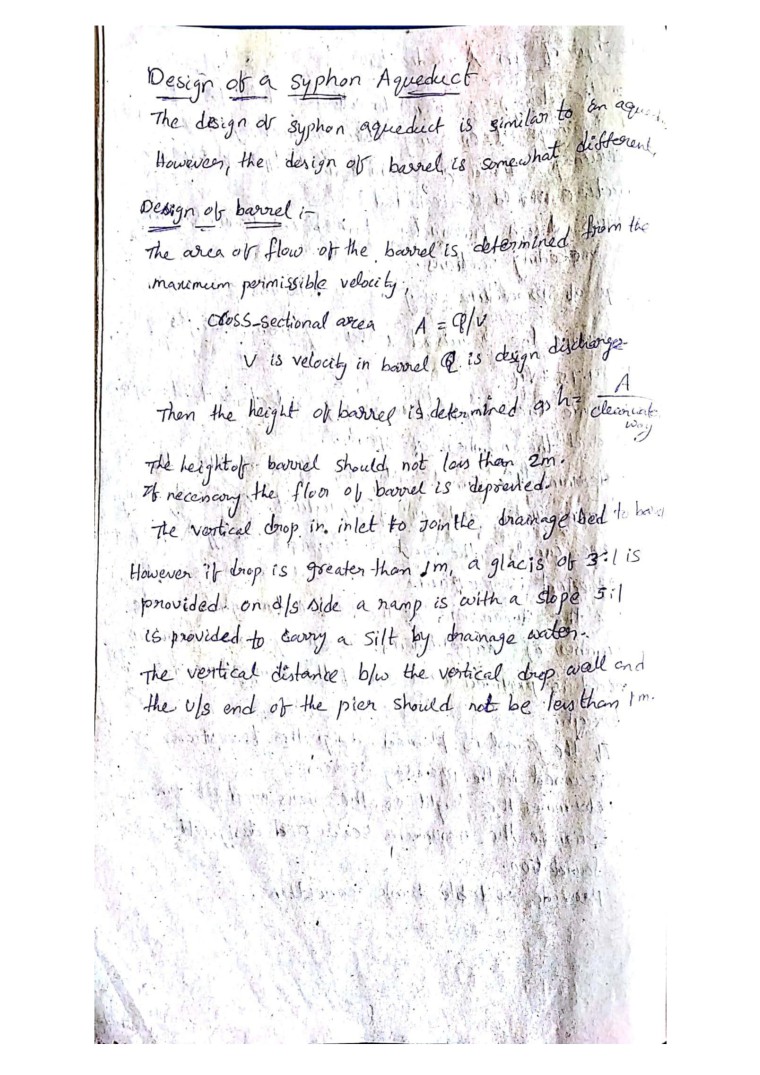 Design of a Syphon Aqueduct
The design of syphon aqueduct is similar to an
However, the design of barrel is somewhat different,
Design of barrel :-
The area of flow of the barrel is determined from the
maximum permissible velocity,
Cross-sectional area A = Q/V
V is velocity in barrel, Q is design discharge
Then the height of barrel is determined as h = A / clear water way
The height of barrel should not less than 2m.
If necessary the floor of barrel is depressed.
The vertical drop in inlet to join the drainage bed to
However if drop is greater than 1m, a glacis of 3:1 is
provided on d/s side a ramp is with a slope 5:1
is provided to carry a silt by drainage water.
The vertical distance b/w the vertical drop wall and
the u/s end of the pier should not be less than 1m.